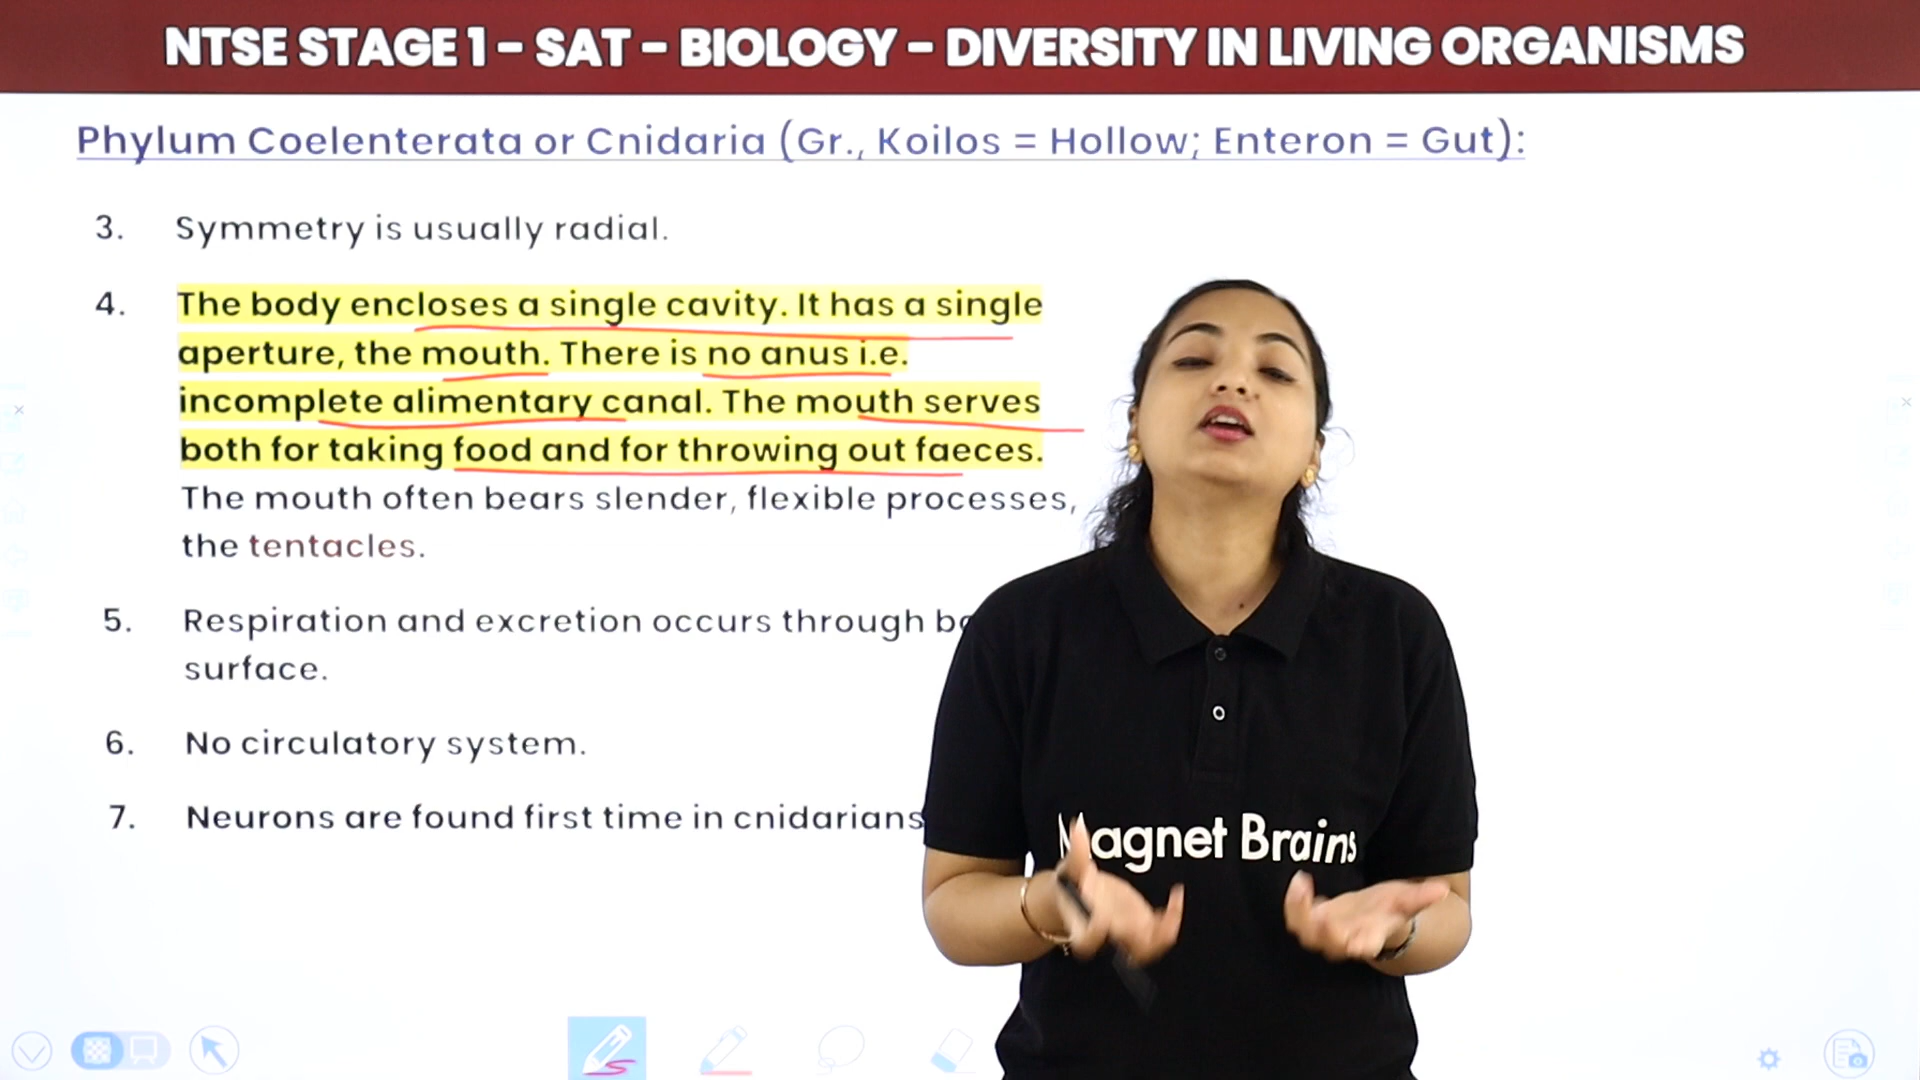 NTSE STAGE 1 – SAT – BIOLOGY – DIVERSITY IN LIVING ORGANISMS
Phylum Coelenterata or Cnidaria (Gr., Koilos = Hollow; Enteron = Gut):
3. Symmetry is usually radial.
4. The body encloses a single cavity. It has a single
aperture, the mouth. There is no anus i.e.
incomplete alimentary canal. The mouth serves
both for taking food and for throwing out faeces.
The mouth often bears slender, flexible processes,
the tentacles.
5. Respiration and excretion occurs through
surface.
6. No circulatory system.
7. Neurons are found first time in cnidarians
Magnet Brains